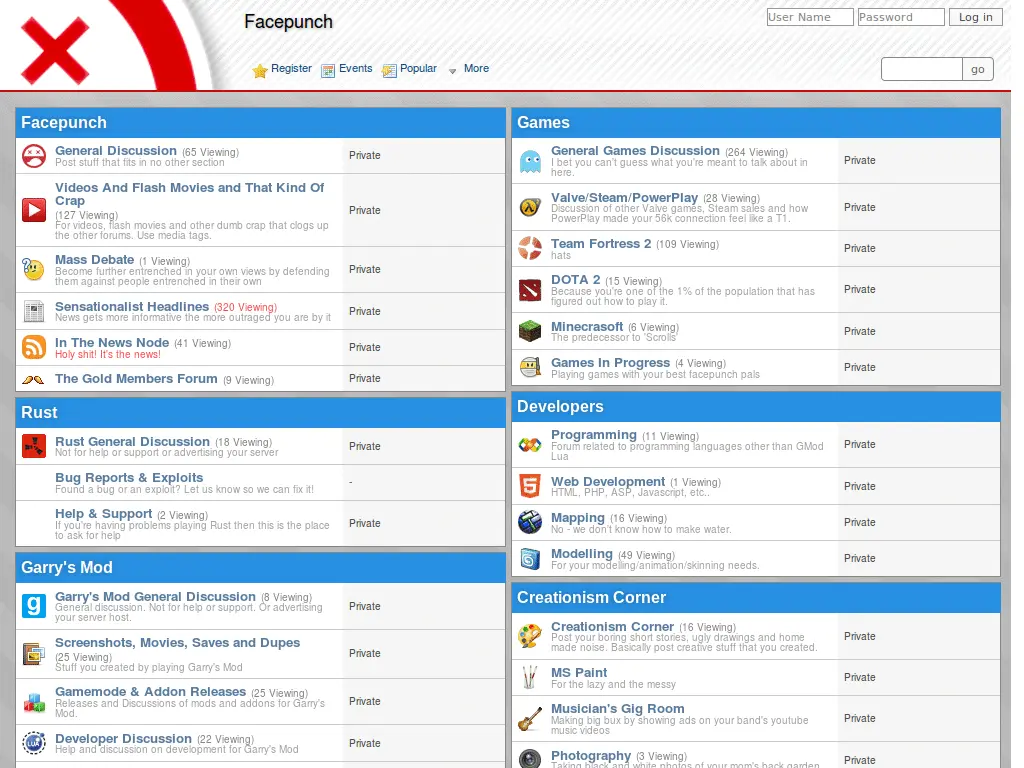 Facepunch
User Name
Password
Log in
Register
Events
Popular
More
go
Facepunch
General Discussion (65 Viewing)
Post stuff that fits in no other section
Private
Videos And Flash Movies and That Kind Of
Crap
(127 Viewing)
For videos, flash movies and other dumb crap that clogs up
the other forums. Use media tags.
Private
Mass Debate (1 Viewing)
Become further entrenched in your own views by defending
them against people entrenched in their own
Private
Sensationalist Headlines (320 Viewing)
News gets more informative the more outraged you are by it
Private
In The News Node (41 Viewing)
Holy shit! It's the news!
Private
The Gold Members Forum (9 Viewing)
Private
Rust
Rust General Discussion (18 Viewing)
Not for help or support or advertising your server
Private
Bug Reports & Exploits
Found a bug or an exploit? Let us know so we can fix it!
-
Help & Support (2 Viewing)
If you're having problems playing Rust then this is the place
to ask for help
Private
Garry's Mod
g
Garry's Mod General Discussion (8 Viewing)
General discussion. Not for help or support. Or advertising
your server host.
Private
Screenshots, Movies, Saves and Dupes
(25 Viewing)
Stuff you created by playing Garry's Mod
Private
Gamemode & Addon Releases (25 Viewing)
Releases and Discussions of mods and addons for Garry's
Mod.
Private
LUA
Developer Discussion (22 Viewing)
Help and discussion on development for Garry's Mod
Private
Games
General Games Discussion (264 Viewing)
I bet you can't guess what you're meant to talk about in
here.
Private
Valve/Steam/PowerPlay (28 Viewing)
Discussion of other Valve games, Steam sales and how
PowerPlay made your 56k connection feel like a T1.
Private
Team Fortress 2 (109 Viewing)
hats
Private
DOTA 2 (15 Viewing)
Because you're one of the 1% of the population that has
figured out how to play it.
Private
Minecrasoft (6 Viewing)
The predecessor to 'Scrolls'
Private
Games In Progress (4 Viewing)
Playing games with your best facepunch pals
Private
Developers
Programming (11 Viewing)
Forum related to programming languages other than GMod
Lua
Private
5
Web Development (1 Viewing)
HTML, PHP, ASP, Javascript, etc..
Private
Mapping (16 Viewing)
No - we don't know how to make water.
Private
Modelling (49 Viewing)
For your modelling/animation/skinning needs.
Private
Creationism Corner
Creationism Corner (16 Viewing)
Post your boring short stories, ugly drawings and home
made noise. Basically post creative stuff that you created.
Private
MS Paint
For the lazy and the messy
Private
Musician's Gig Room
Making big bux by showing ads on your band's youtube
music videos
Private
Photography (3 Viewing)
Taking black and white photos of your mom's back garden
Private